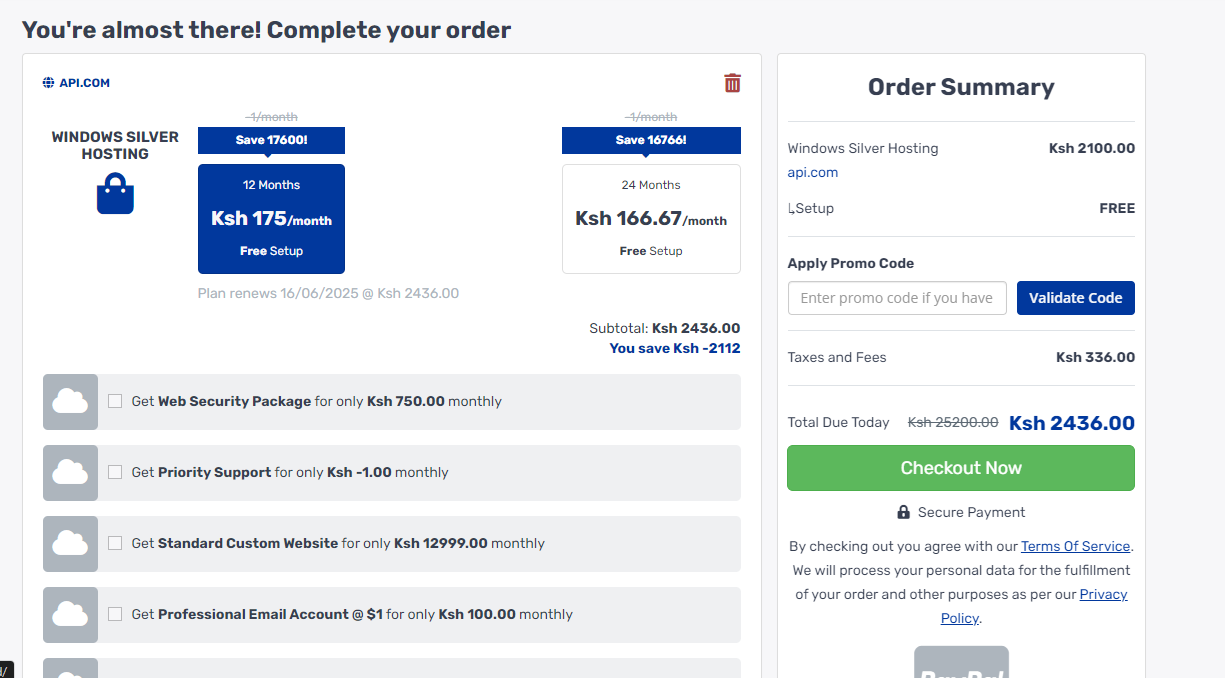 You're almost there! Complete your order
API.COM
WINDOWS SILVER
HOSTING
-1/month
Save 17600!
12 Months
Ksh 175/month
Free Setup
-1/month
Save 16766!
24 Months
Ksh 166.67/month
Free Setup
Plan renews 16/06/2025 @ Ksh 2436.00
Subtotal: Ksh 2436.00
You save Ksh -2112
Get Web Security Package for only Ksh 750.00 monthly
Get Priority Support for only Ksh -1.00 monthly
Get Standard Custom Website for only Ksh 12999.00 monthly
Get Professional Email Account @ $1 for only Ksh 100.00 monthly
Order Summary
Windows Silver Hosting Ksh 2100.00
api.com
↳Setup FREE
Apply Promo Code
Enter promo code if you have
Validate Code
Taxes and Fees Ksh 336.00
Total Due Today Ksh 25200.00 Ksh 2436.00
Checkout Now
Secure Payment
By checking out you agree with our Terms Of Service.
We will process your personal data for the fulfillment
of your order and other purposes as per our Privacy
Policy.
PayPal